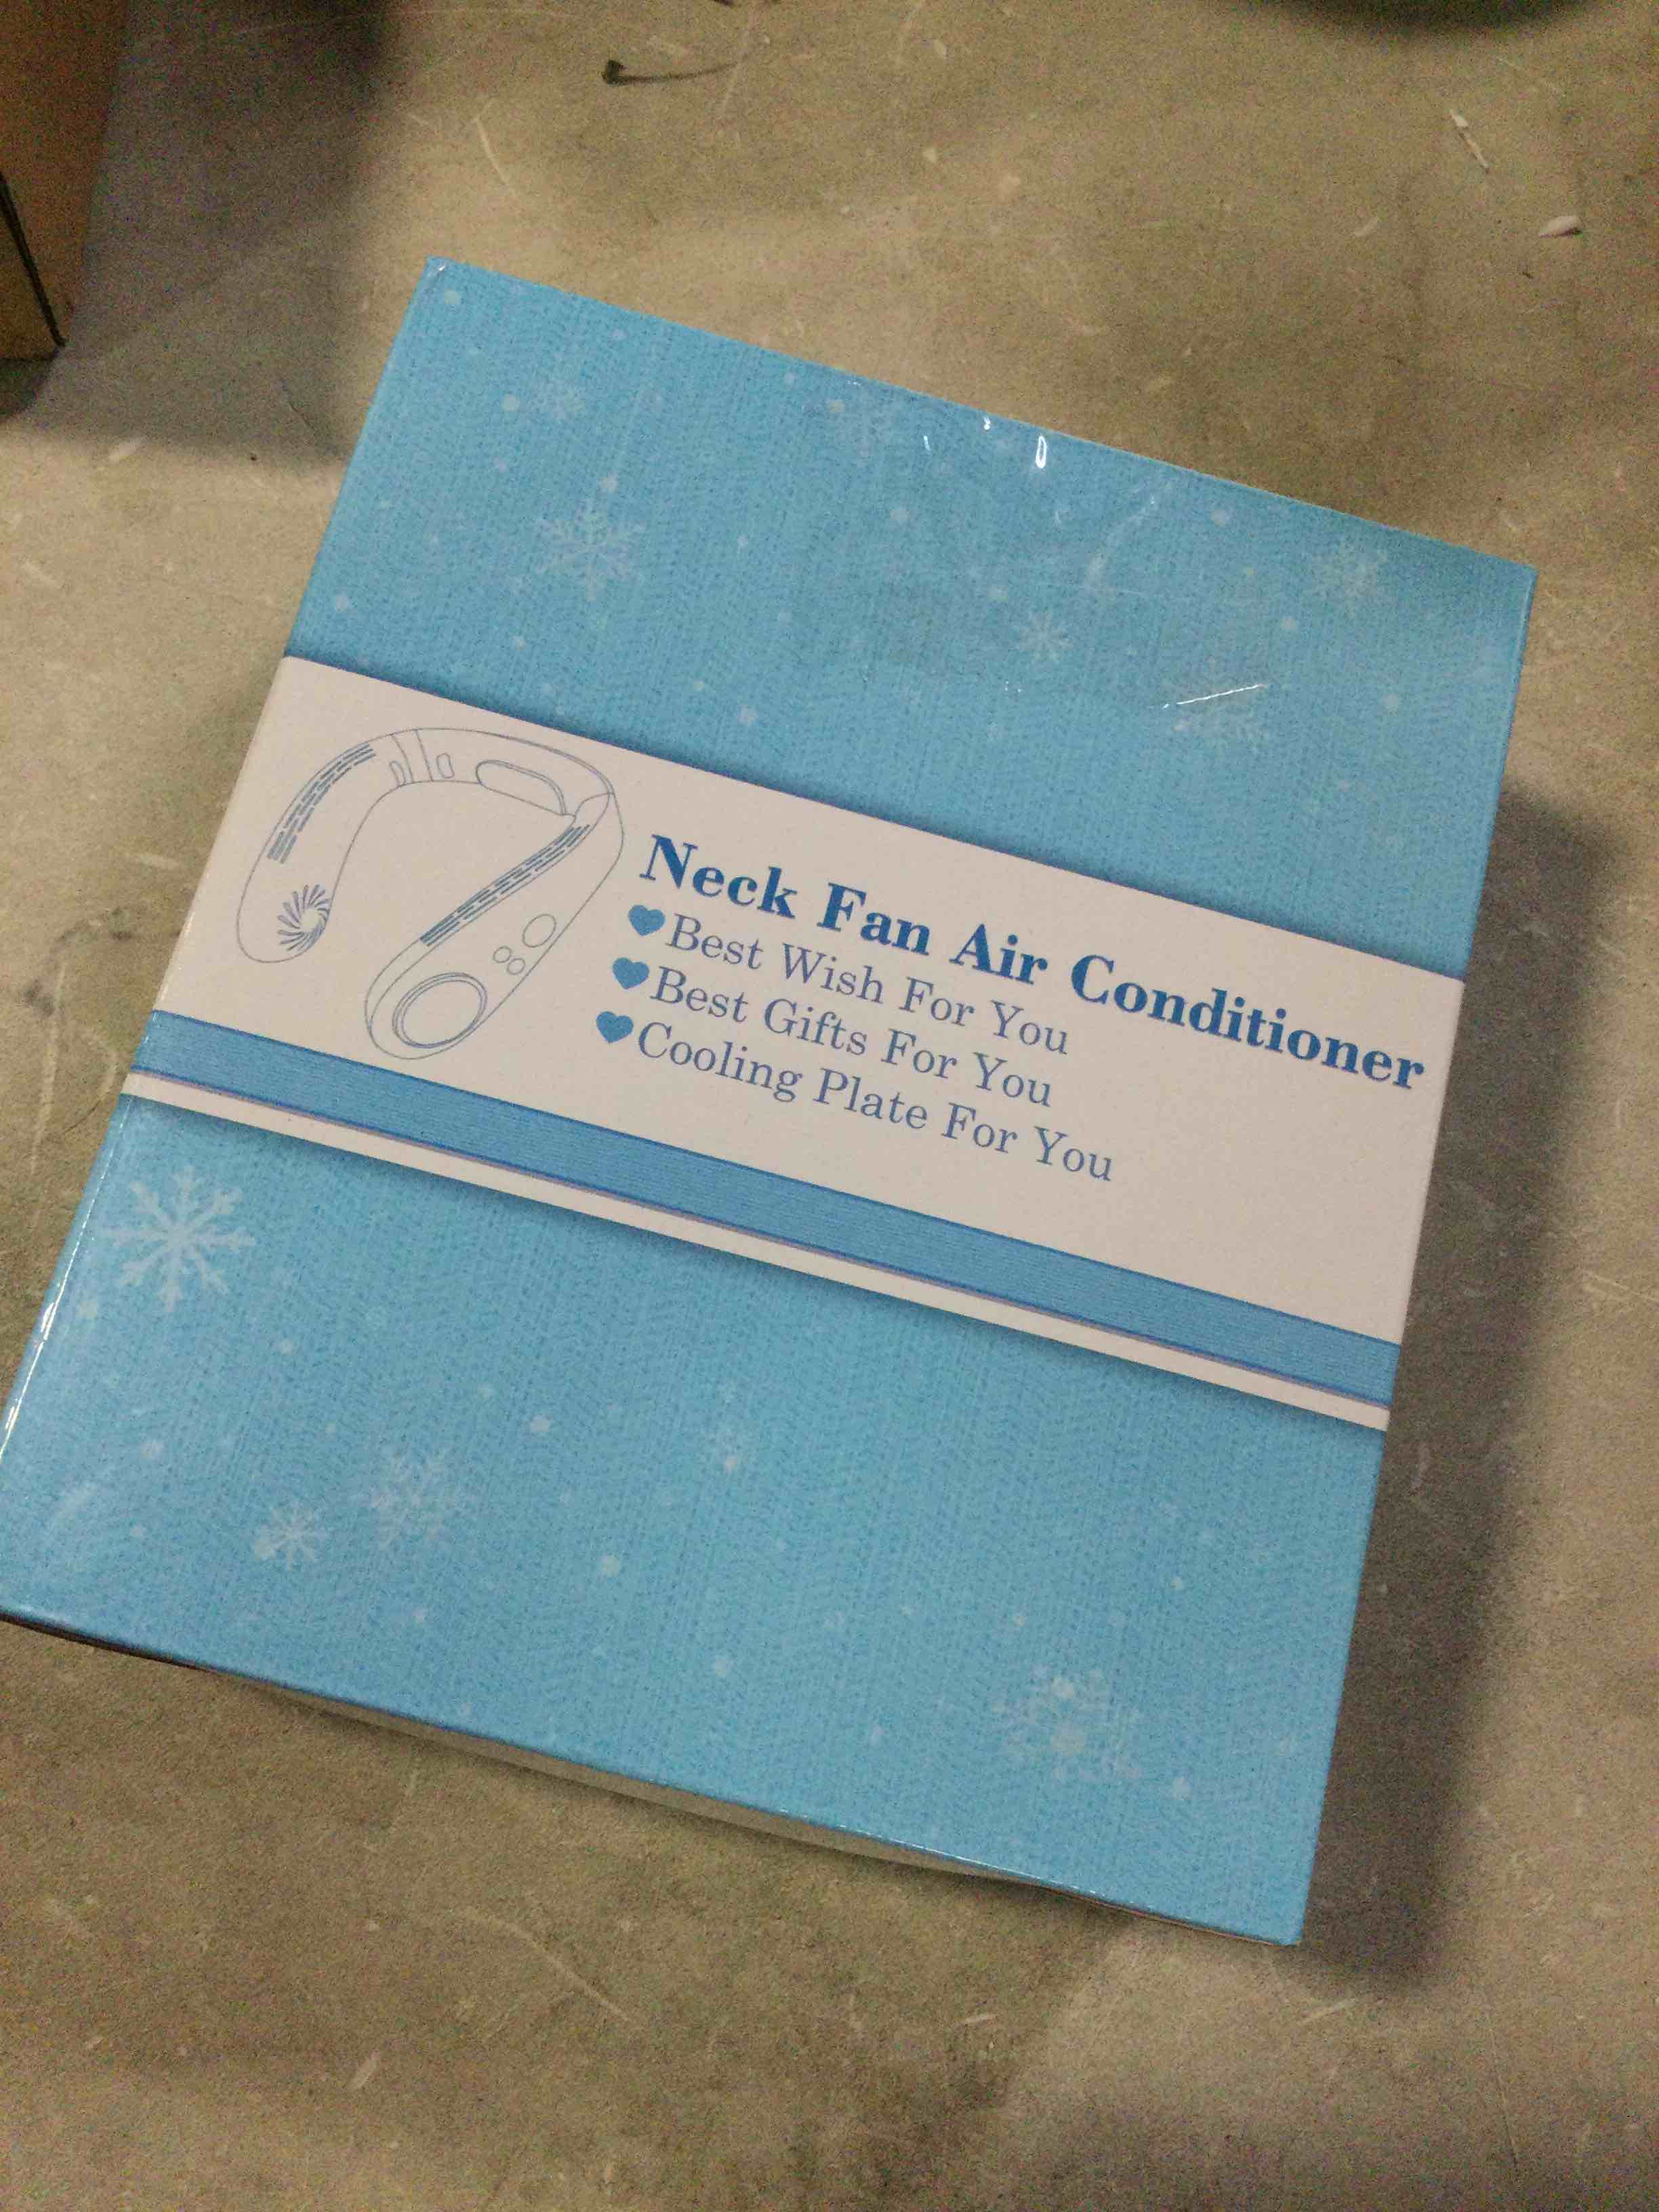 Neck Fan Air Conditioner
Best Wish For You
Best Gifts For You
Cooling Plate For You